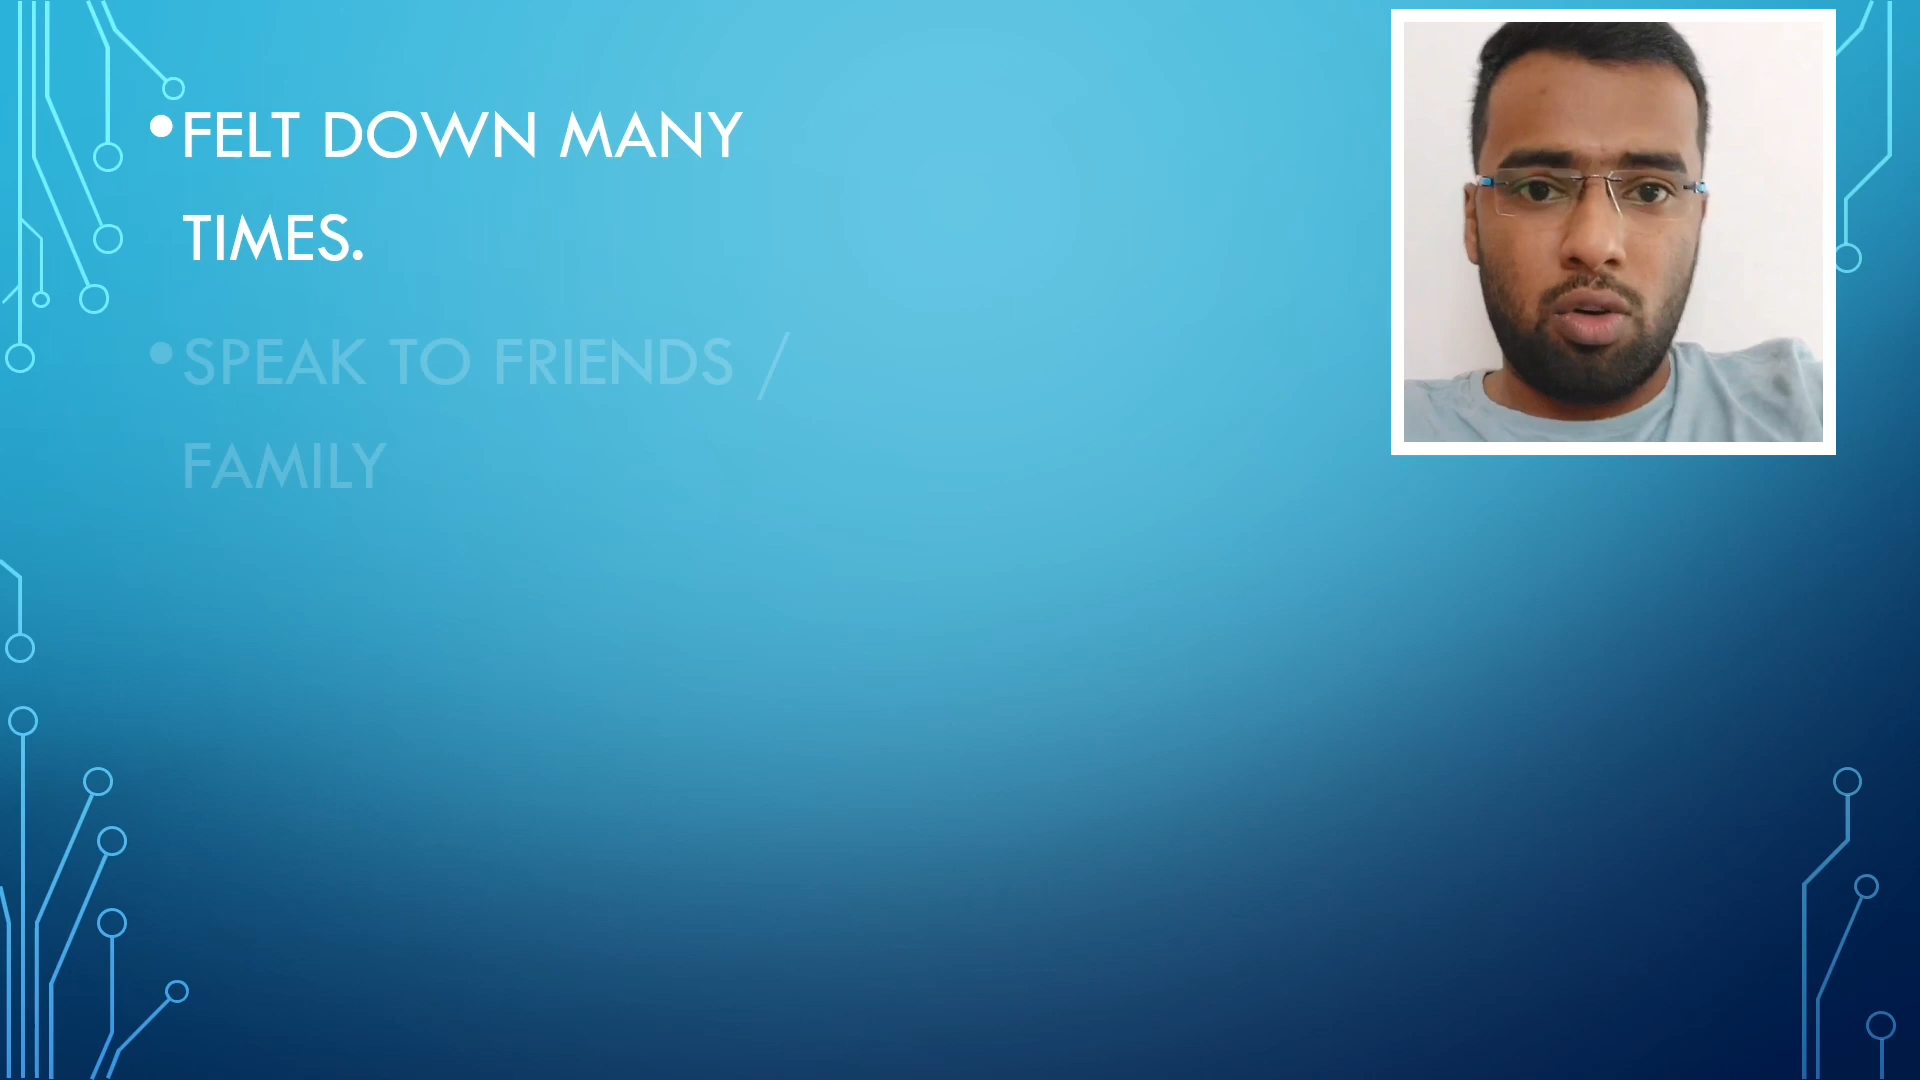 •FELT DOWN MANY
TIMES.
•SPEAK TO FRIENDS /
FAMILY